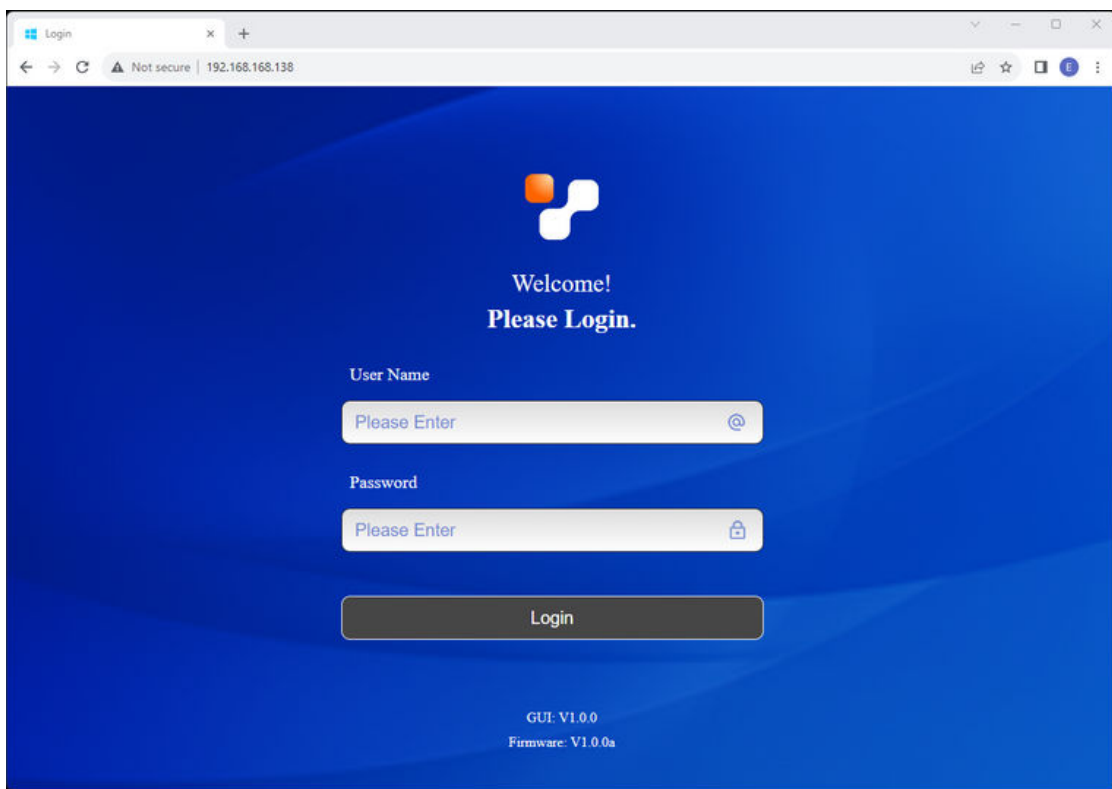 Login
Not secure | 192.168.168.138
E
Welcome!
Please Login.
User Name
Please Enter
Password
Please Enter
Login
GUI: V1.0.0
Firmware: V1.0.0a